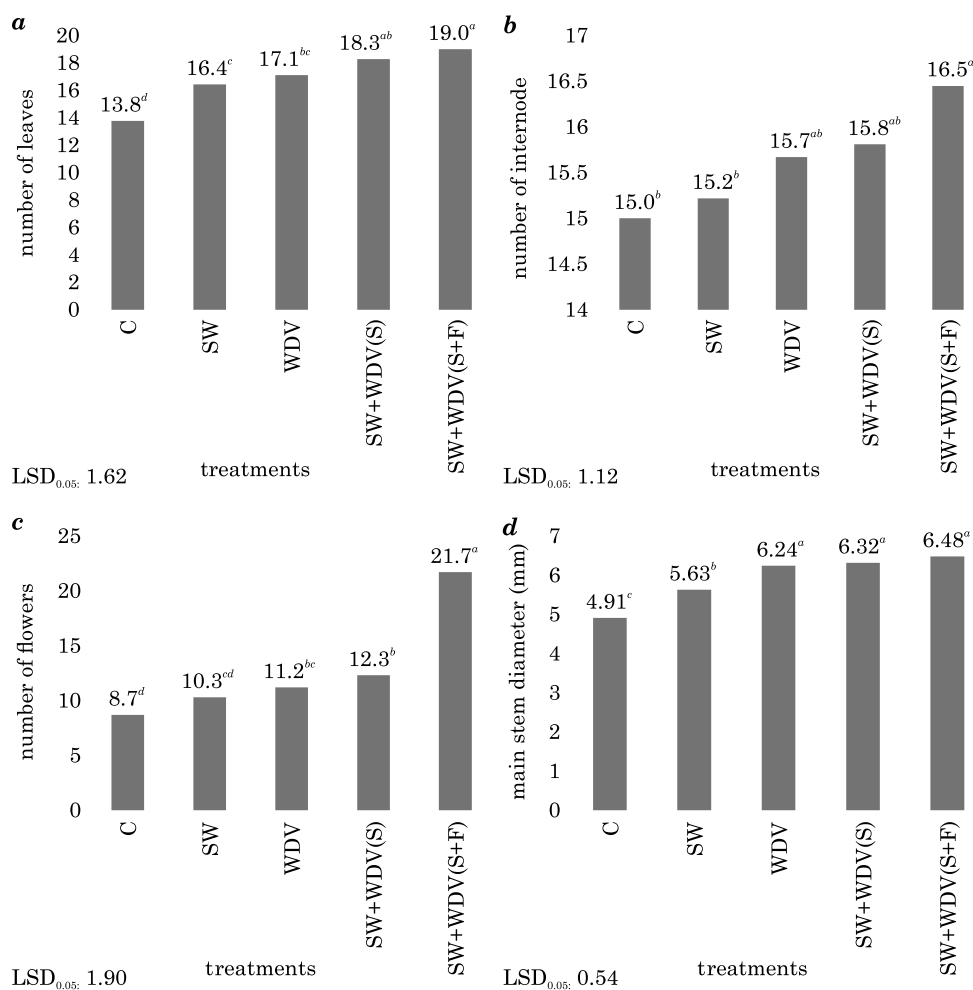 a
number of leaves
20
18
16
14
12
10
8
6
4
2
0
13.8d
16.4c
17.1bc
18.3ab
19.0a
C
SW
WDV
SW+WDV(S)
SW+WDV(S+F)
treatments
LSD0.05: 1.62
b
number of internode
17
16.5
16
15.5
15
14.5
14
15.0b
15.2b
15.7ab
15.8ab
16.5a
C
SW
WDV
SW+WDV(S)
SW+WDV(S+F)
treatments
LSD0.05: 1.12
c
number of flowers
25
20
15
10
5
0
8.7d
10.3cd
11.2bc
12.3b
21.7a
C
SW
WDV
SW+WDV(S)
SW+WDV(S+F)
treatments
LSD0.05: 1.90
d
main stem diameter (mm)
7
6
5
4
3
2
1
0
4.91c
5.63b
6.24a
6.32a
6.48a
C
SW
WDV
SW+WDV(S)
SW+WDV(S+F)
treatments
LSD0.05: 0.54